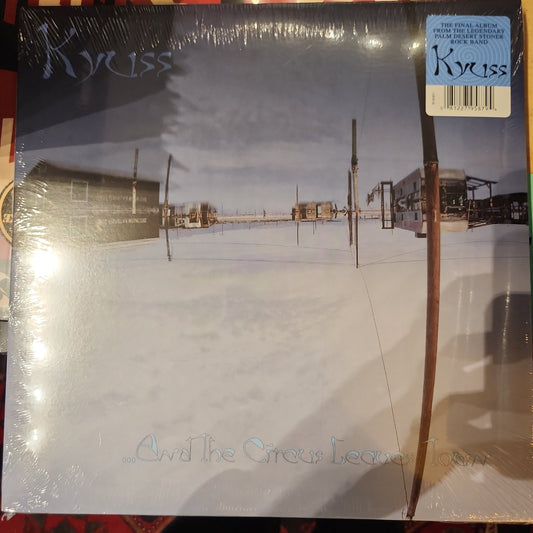 Kyuss
THE FINAL ALBUM
FROM THE LEGENDARY
PALM DESERT STONER
ROCK BAND
Kyuss
...And The Circus Leaves Town